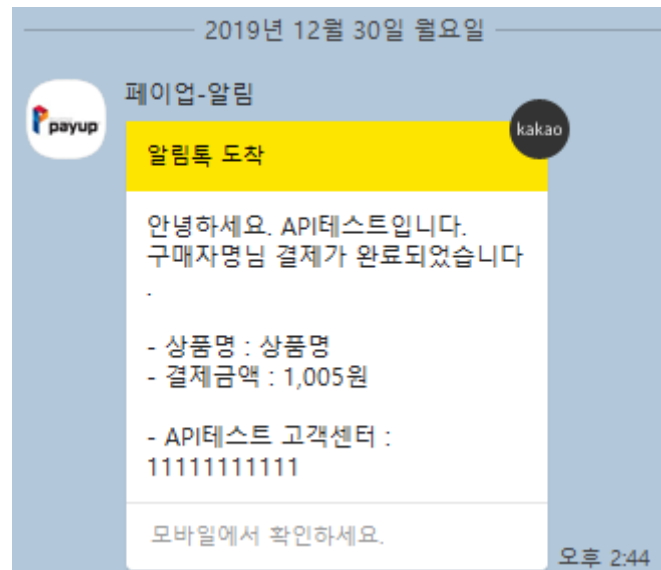 2019년 12월 30일 월요일
페이업-알림
payup
kakao
알림톡 도착
안녕하세요. API테스트입니다.
구매자명님 결제가 완료되었습니다
.
- 상품명 : 상품명
- 결제금액 : 1,005원
- API테스트 고객센터 :
11111111111
모바일에서 확인하세요.
오후 2:44